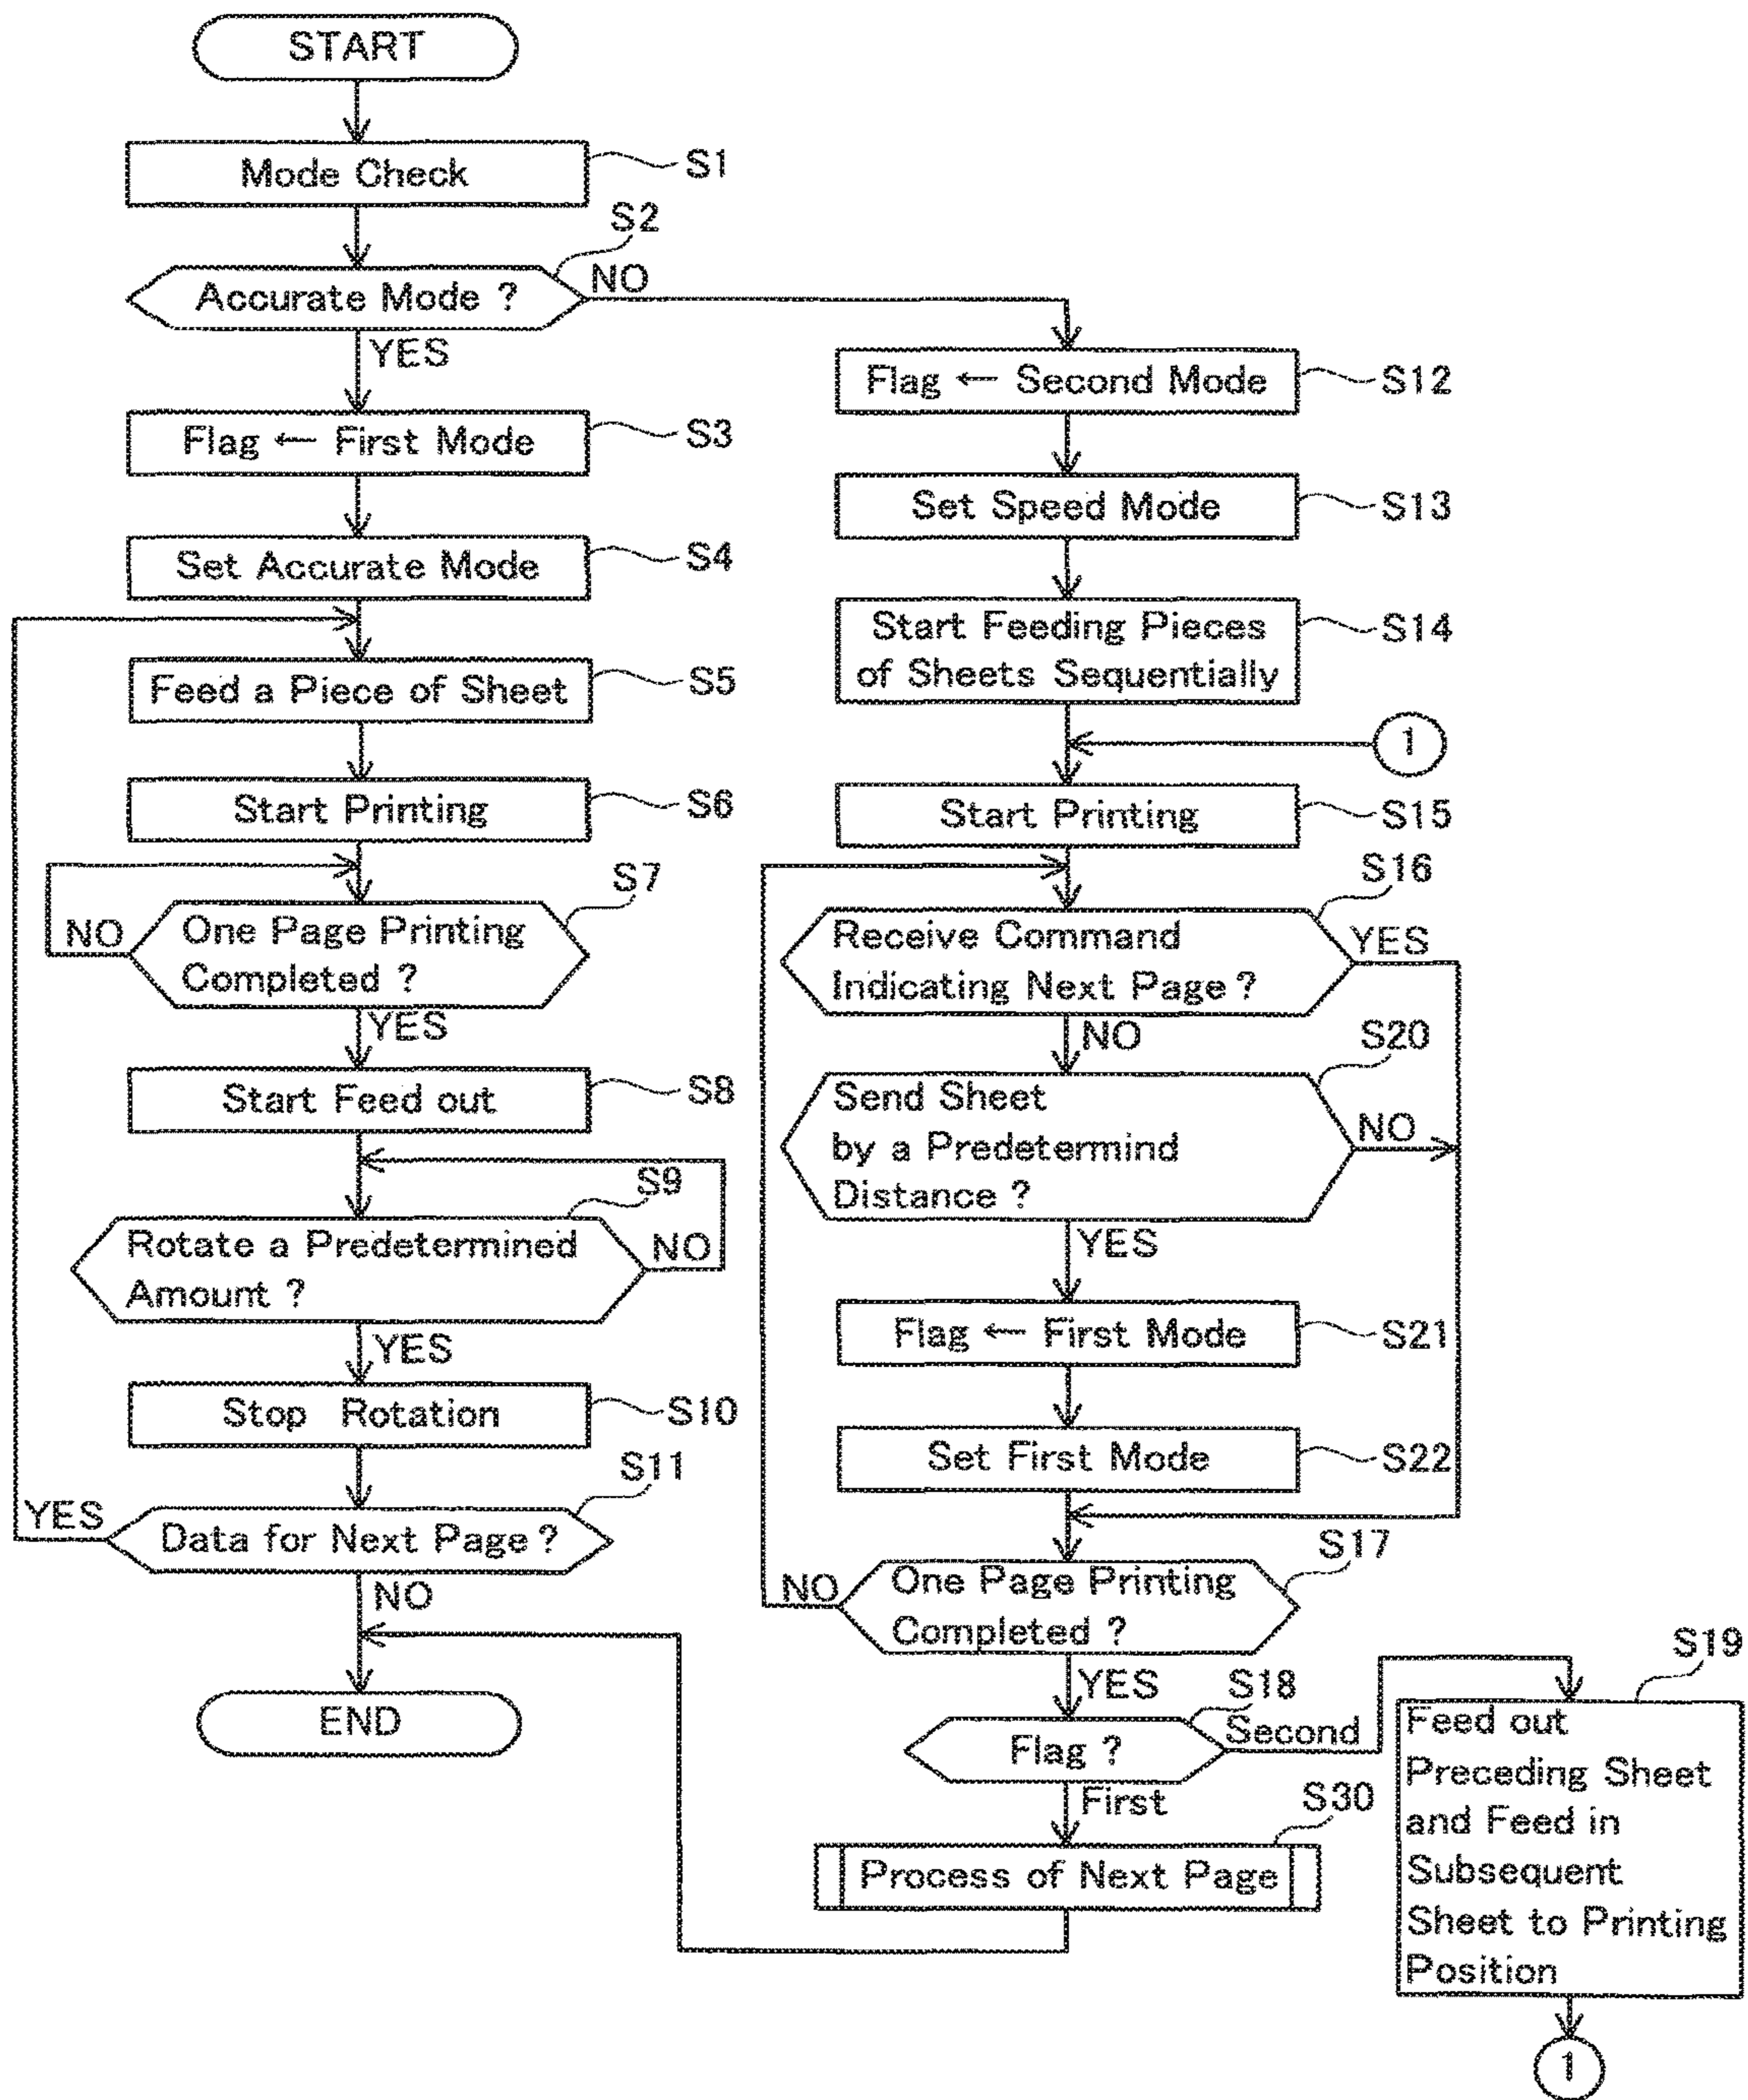 START
Mode Check
S1
Accurate Mode ?
S2
NO
YES
Flag ← First Mode
S3
Set Accurate Mode
S4
Feed a Piece of Sheet
S5
Start Printing
S6
One Page Printing
Completed ?
S7
NO
YES
Start Feed out
S8
Rotate a Predetermined
Amount ?
S9
NO
YES
Stop Rotation
S10
Data for Next Page ?
S11
YES
NO
END
Flag ← Second Mode
S12
Set Speed Mode
S13
Start Feeding Pieces
of Sheets Sequentially
S14
1
Start Printing
S15
Receive Command
Indicating Next Page ?
S16
YES
NO
Send Sheet
by a Predetermind
Distance ?
S20
NO
YES
Flag ← First Mode
S21
Set First Mode
S22
One Page Printing
Completed ?
S17
NO
YES
Flag ?
S18
Second
First
Process of Next Page
S30
S19
Feed out
Preceding Sheet
and Feed in
Subsequent
Sheet to Printing
Position
1